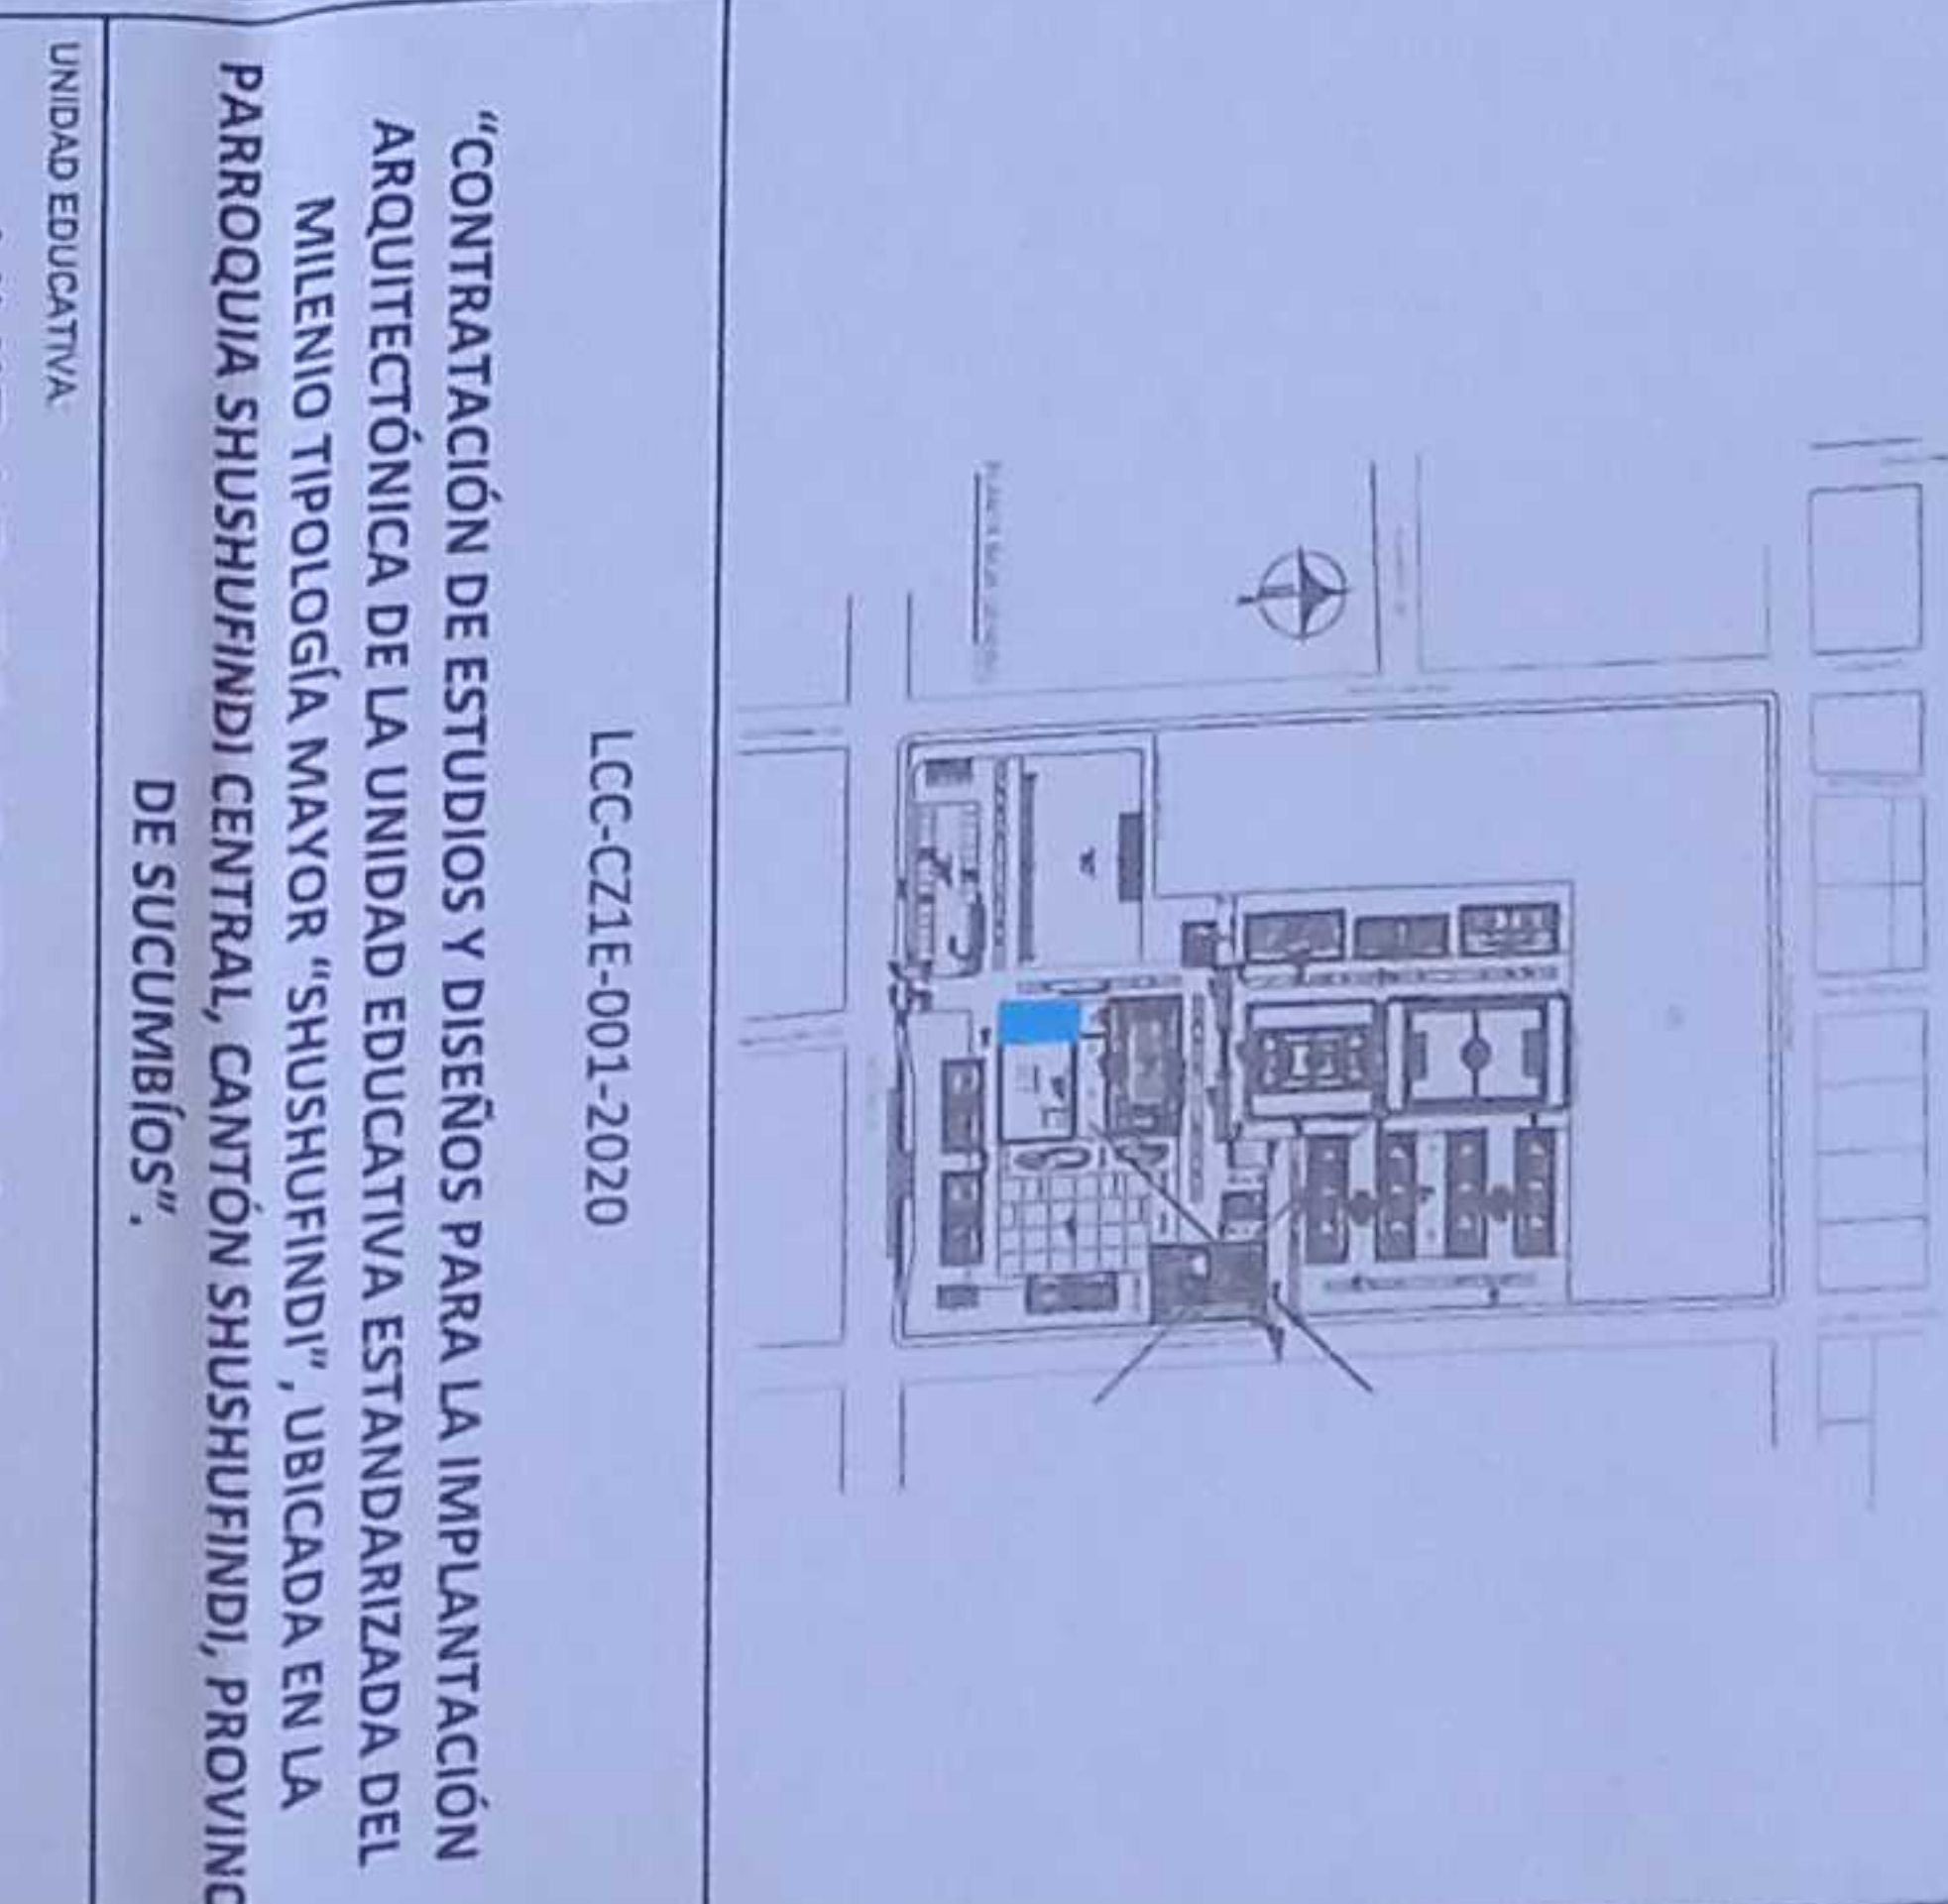 LCC-CZ1E-001-2020
“CONTRATACIÓN DE ESTUDIOS Y DISEÑOS PARA LA IMPLANTACIÓN
ARQUITECTÓNICA DE LA UNIDAD EDUCATIVA ESTANDARIZADA DEL
MILENIO TIPOLOGÍA MAYOR “SHUSHUFINDI”, UBICADA EN LA
PARROQUIA SHUSHUFINDI CENTRAL, CANTÓN SHUSHUFINDI, PROVINC
DE SUCUMBÍOS”.
UNIDAD EDUCATIVA: